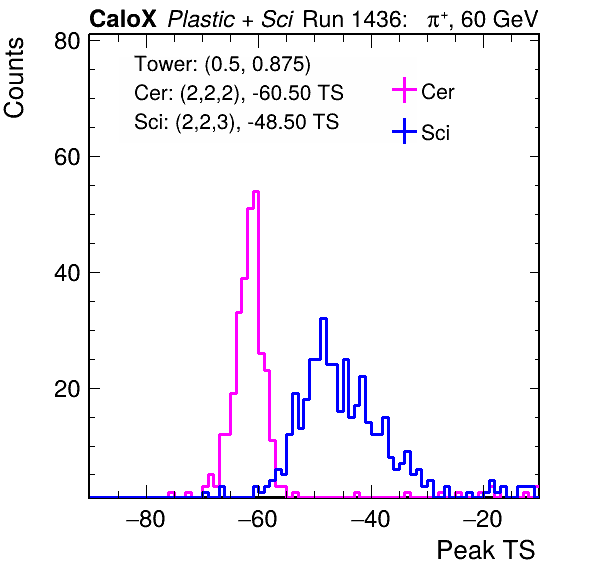 CaloX Plastic + Sci Run 1436: π⁺, 60 GeV
Counts
80
60
40
20
Tower: (0.5, 0.875)
Cer: (2,2,2), -60.50 TS
Sci: (2,2,3), -48.50 TS
Cer
Sci
−80 −60 −40 −20
Peak TS